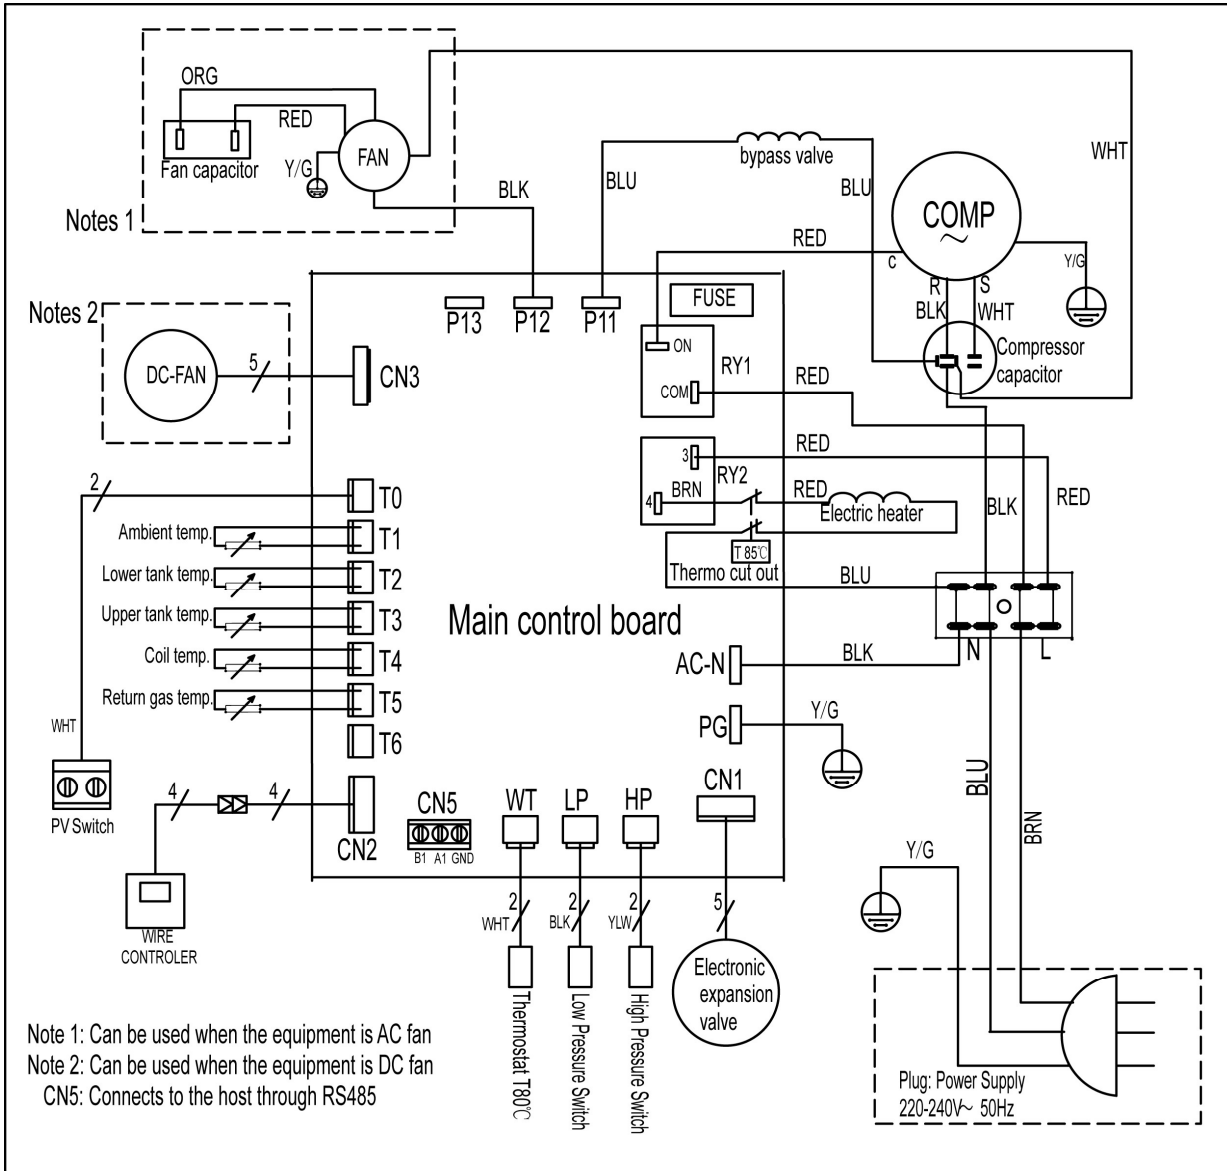 ORG
RED
Fan capacitor
Y/G
FAN
Notes 1
BLK
BLU
bypass valve
BLU
WHT
COMP
~
RED
C
R
S
Y/G
BLK
WHT
Compressor
capacitor
Notes 2
DC-FAN
5
CN3
P13
P12
P11
FUSE
ON
RY1
COM
RED
3
RED
RY2
4
BRN
RED
Electric heater
T 85℃
Thermo cut out
BLK
RED
BLU
2
T0
Ambient temp.
T1
Lower tank temp.
T2
Upper tank temp.
T3
Coil temp.
T4
Return gas temp.
T5
T6
WHT
PV Switch
Main control board
AC-N
BLK
N
L
PG
Y/G
BLU
BRN
4
4
CN2
WIRE
CONTROLER
CN5
B1 A1 GND
WT
LP
HP
CN1
2
WHT
2
BLK
2
YLW
5
Thermostat T80℃
Low Pressure Switch
High Pressure Switch
Electronic
expansion
valve
Y/G
Plug: Power Supply
220-240V~ 50Hz
Note 1: Can be used when the equipment is AC fan
Note 2: Can be used when the equipment is DC fan
CN5: Connects to the host through RS485